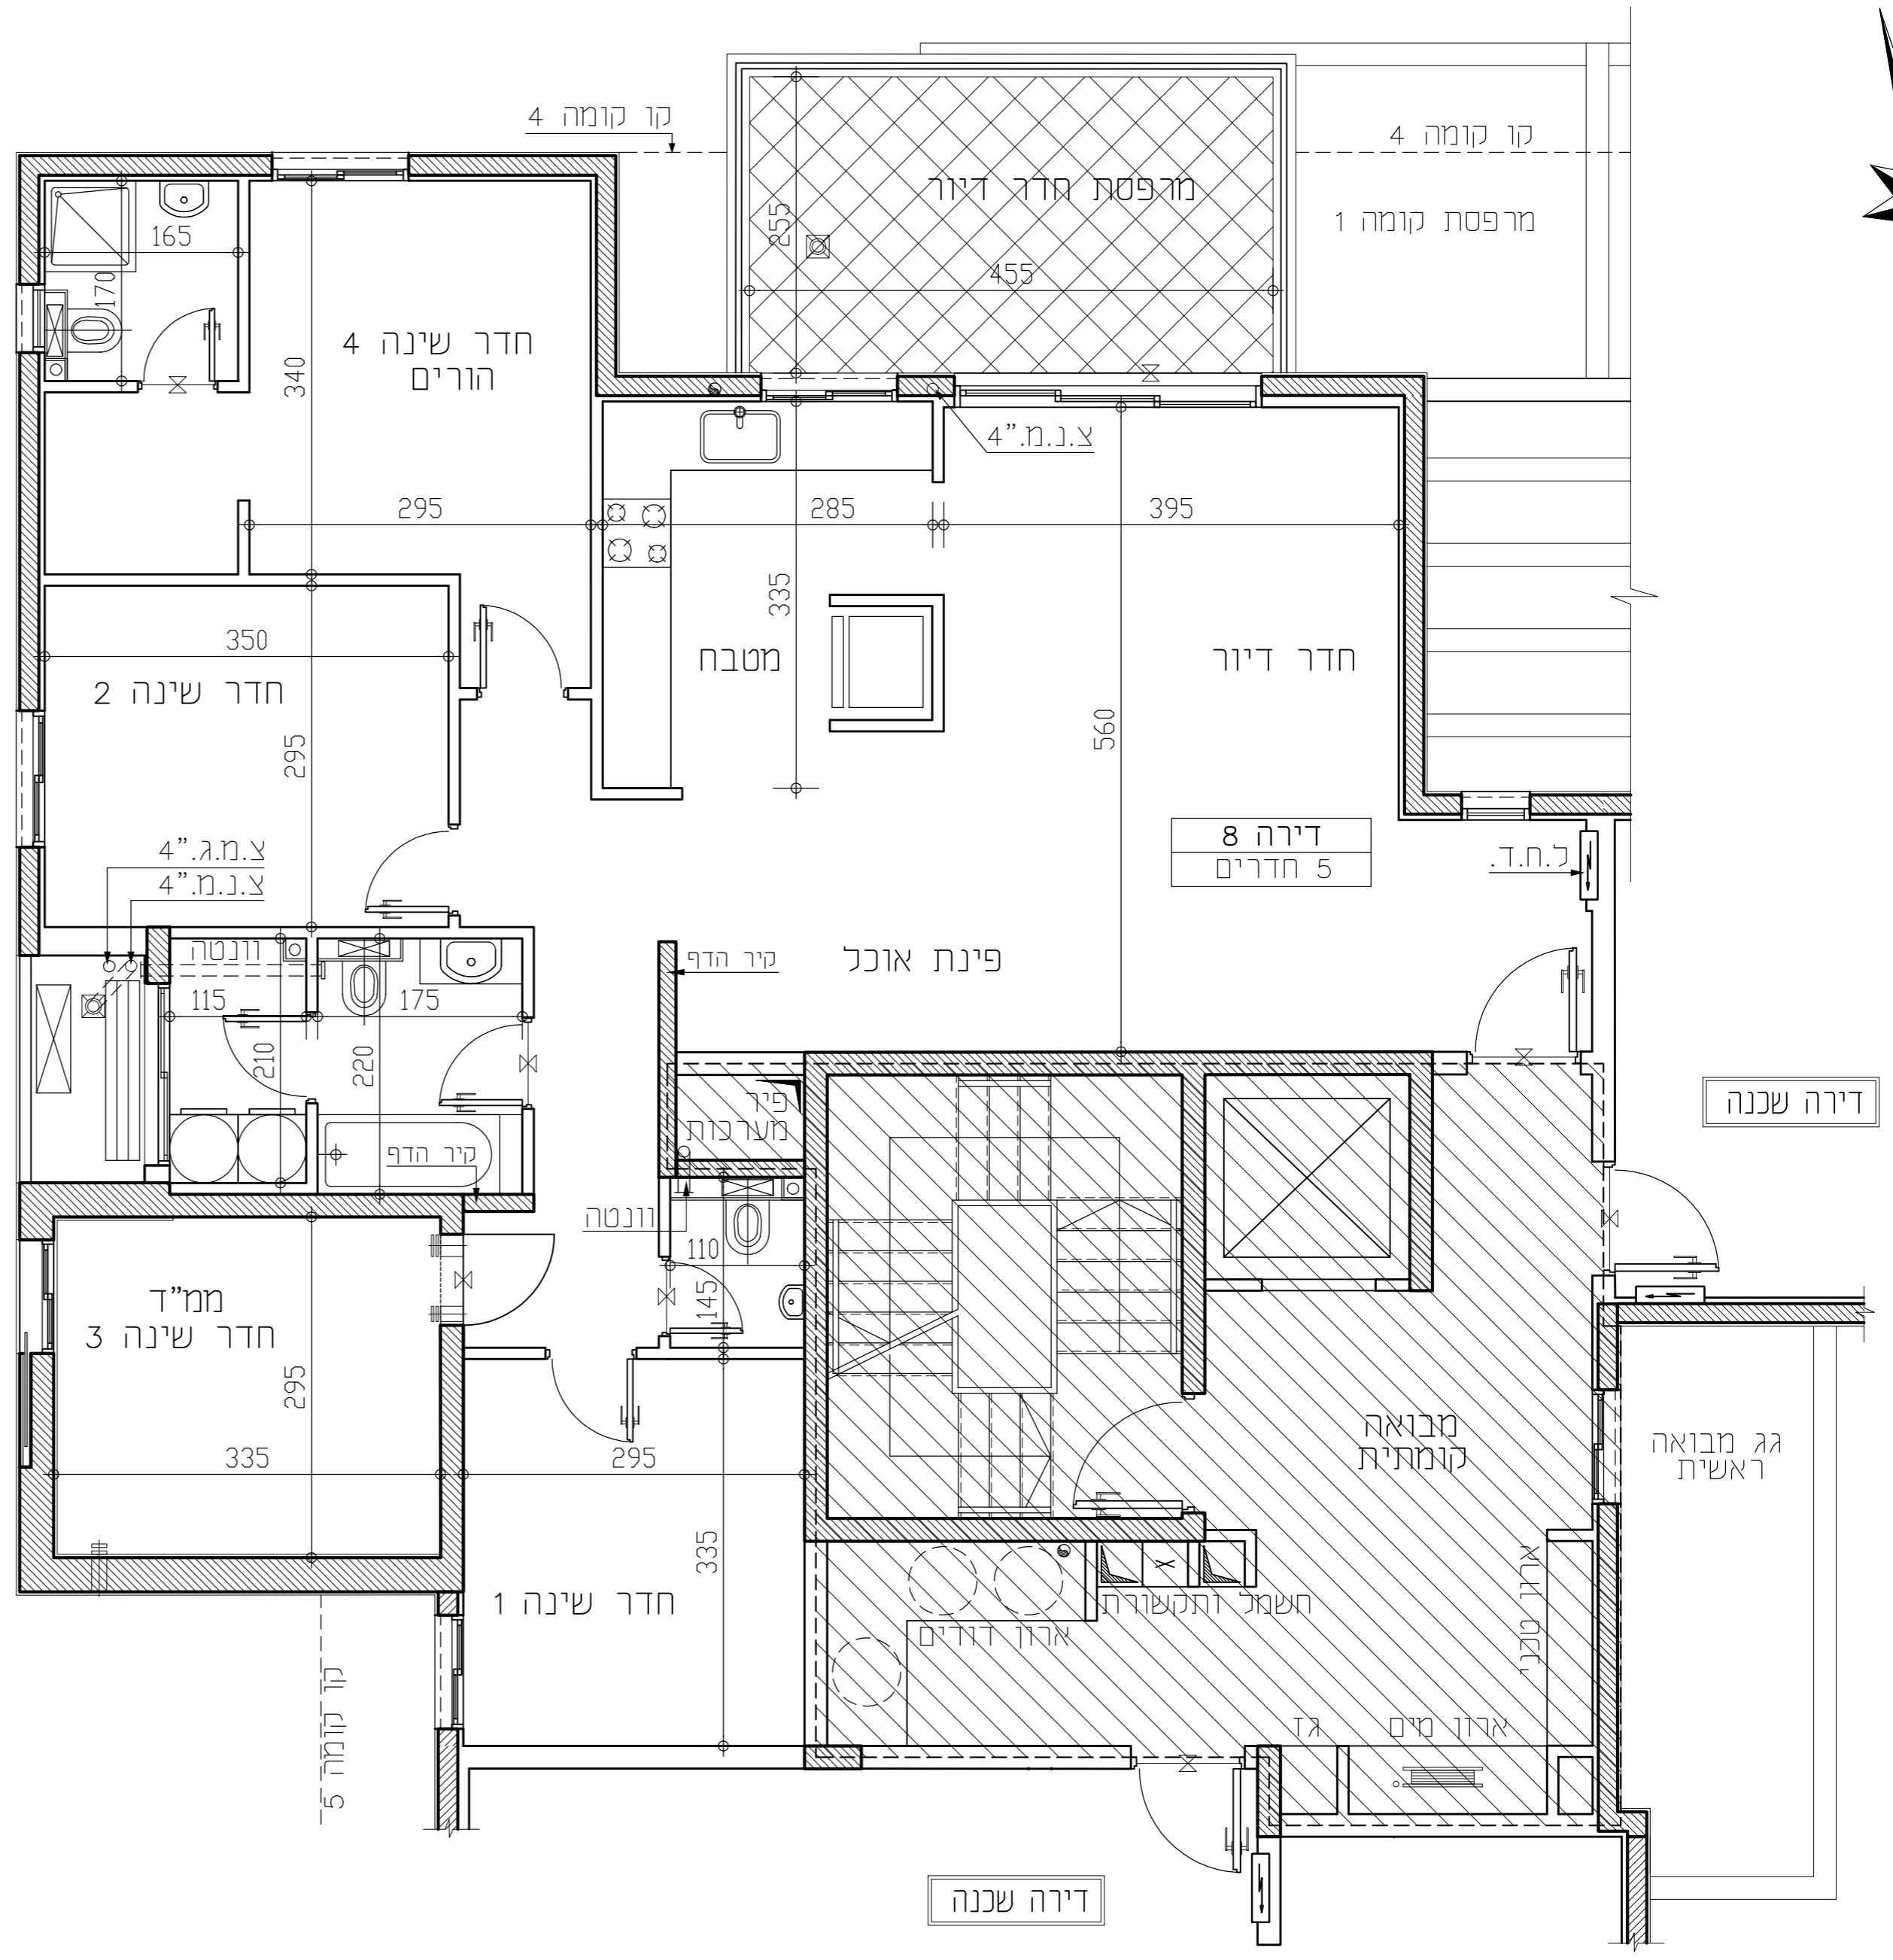 קו קומה 4
קו קומה 4
מרפסת חדר דיור
מרפסת קומה 1
255
455
165
170
חדר שינה 4
הורים
340
צ.נ.מ."4
295
285
395
335
350
מטבח
חדר דיור
חדר שינה 2
295
560
דירה 8
5 חדרים
ל.ח.ד.
צ.מ.ג."4
צ.נ.מ."4
וונטה
קיר הדף
פינת אוכל
115
175
210
220
פיר
מערכות
דירה שכנה
קיר הדף
וונטה
110
145
ממ"ד
חדר שינה 3
295
335
295
מבואה
קומתית
גג מבואה
ראשית
335
חדר שינה 1
חשמל ותקשורת
ארון דודים
ארון טכני
גז
ארון מים
קו קומה 5
דירה שכנה